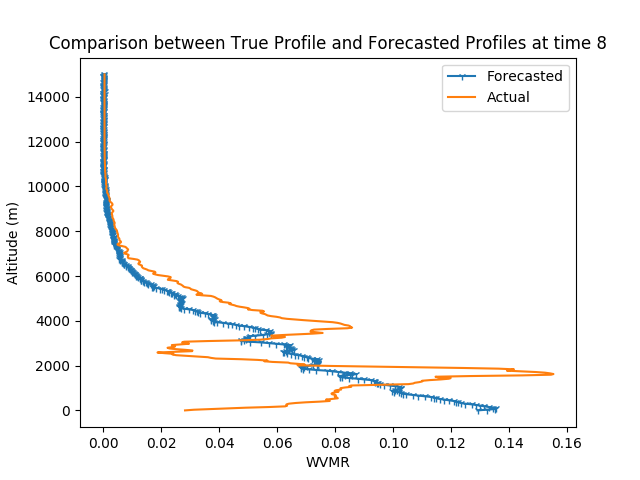 Comparison between True Profile and Forecasted Profiles at time 8
Forecasted
Actual
14000
12000
10000
8000
6000
4000
2000
0
Altitude (m)
0.00 0.02 0.04 0.06 0.08 0.10 0.12 0.14 0.16
WVMR